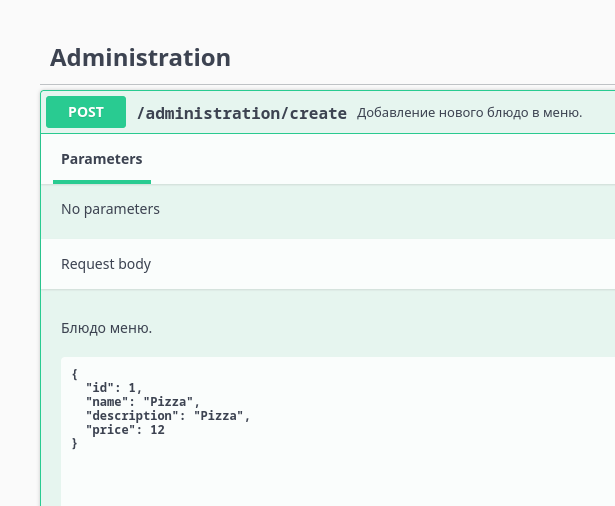 Administration
POST /administration/create Добавление нового блюдо в меню.
Parameters
No parameters
Request body
Блюдо меню.
{
  "id": 1,
  "name": "Pizza",
  "description": "Pizza",
  "price": 12
}